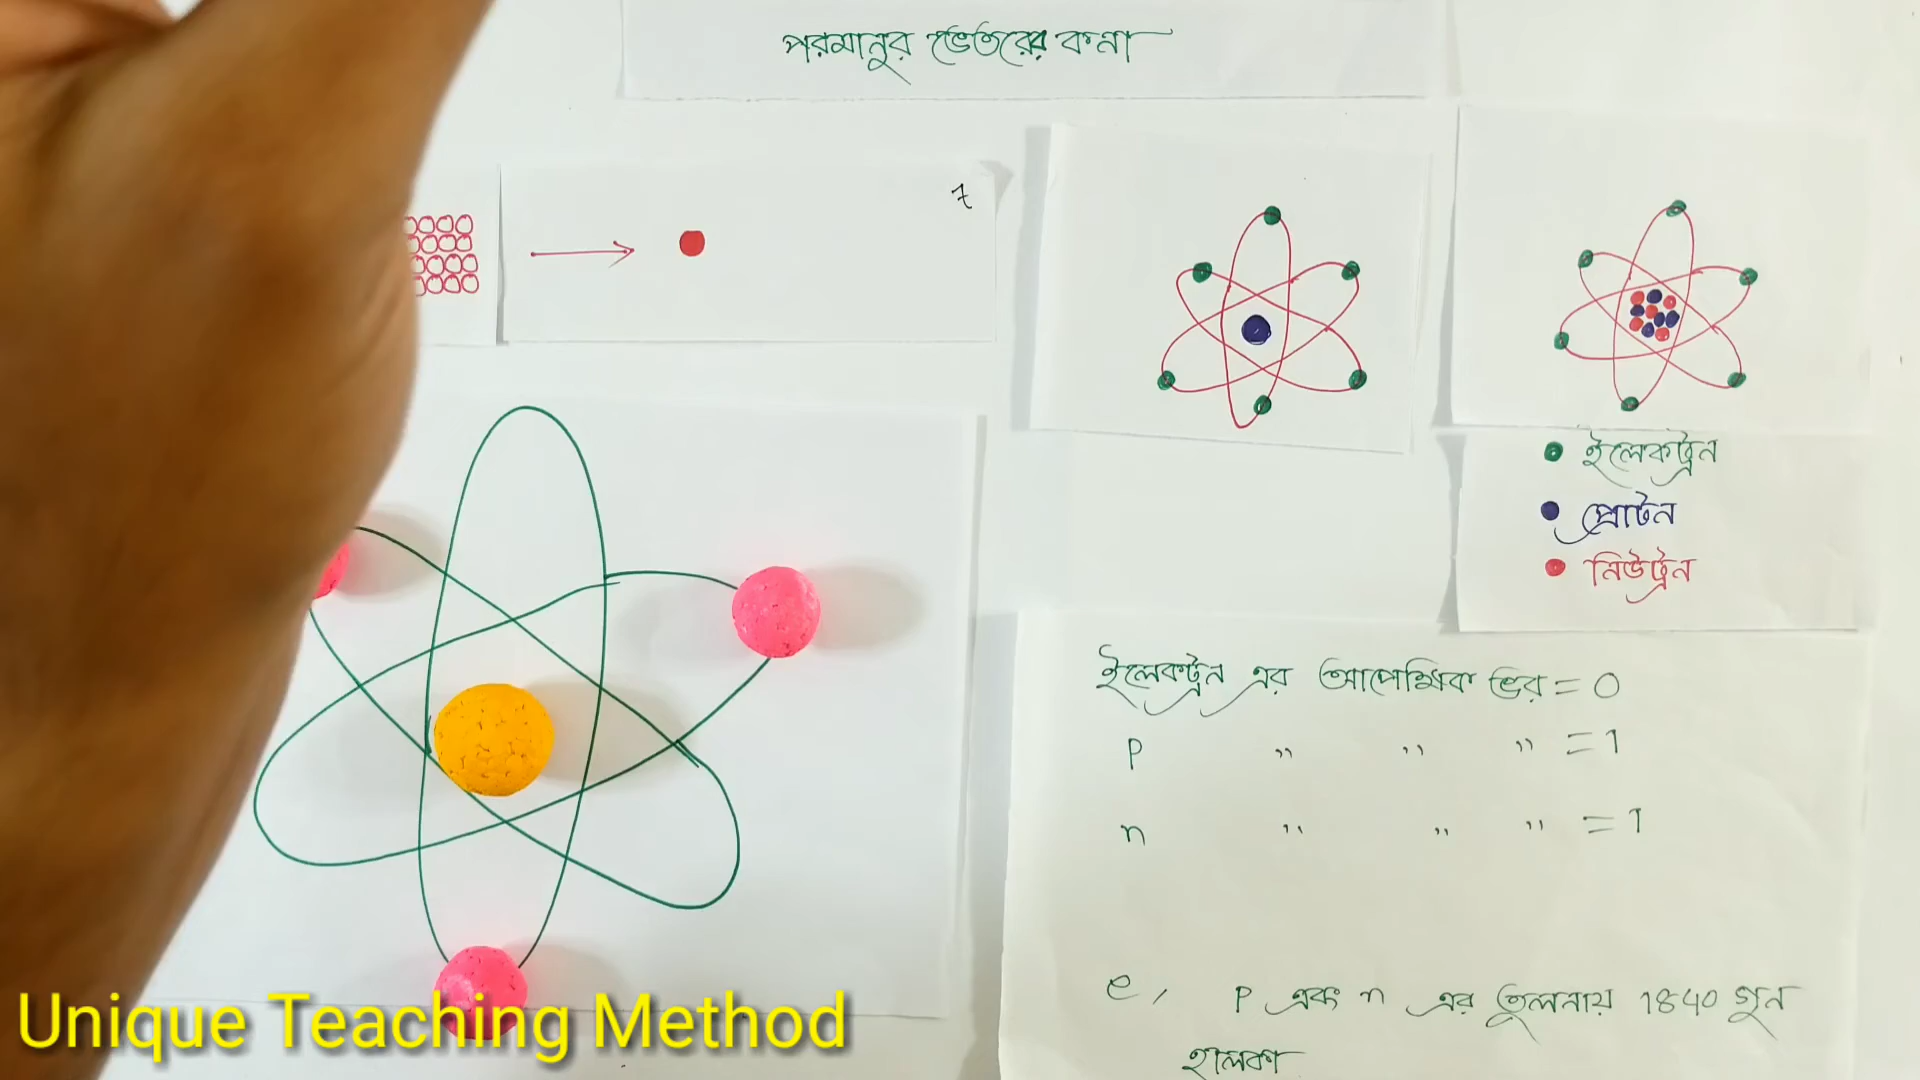 পরমানুর ভেতরের কনা
7
ইলেকট্রন
প্রোটন
নিউট্রন
ইলেকট্রন এর আপেক্ষিক ভর = 0
P " " " = 1
n " " " = 1
e, P এবং n এর তুলনায় 1840 গুন
হালকা
Unique Teaching Method